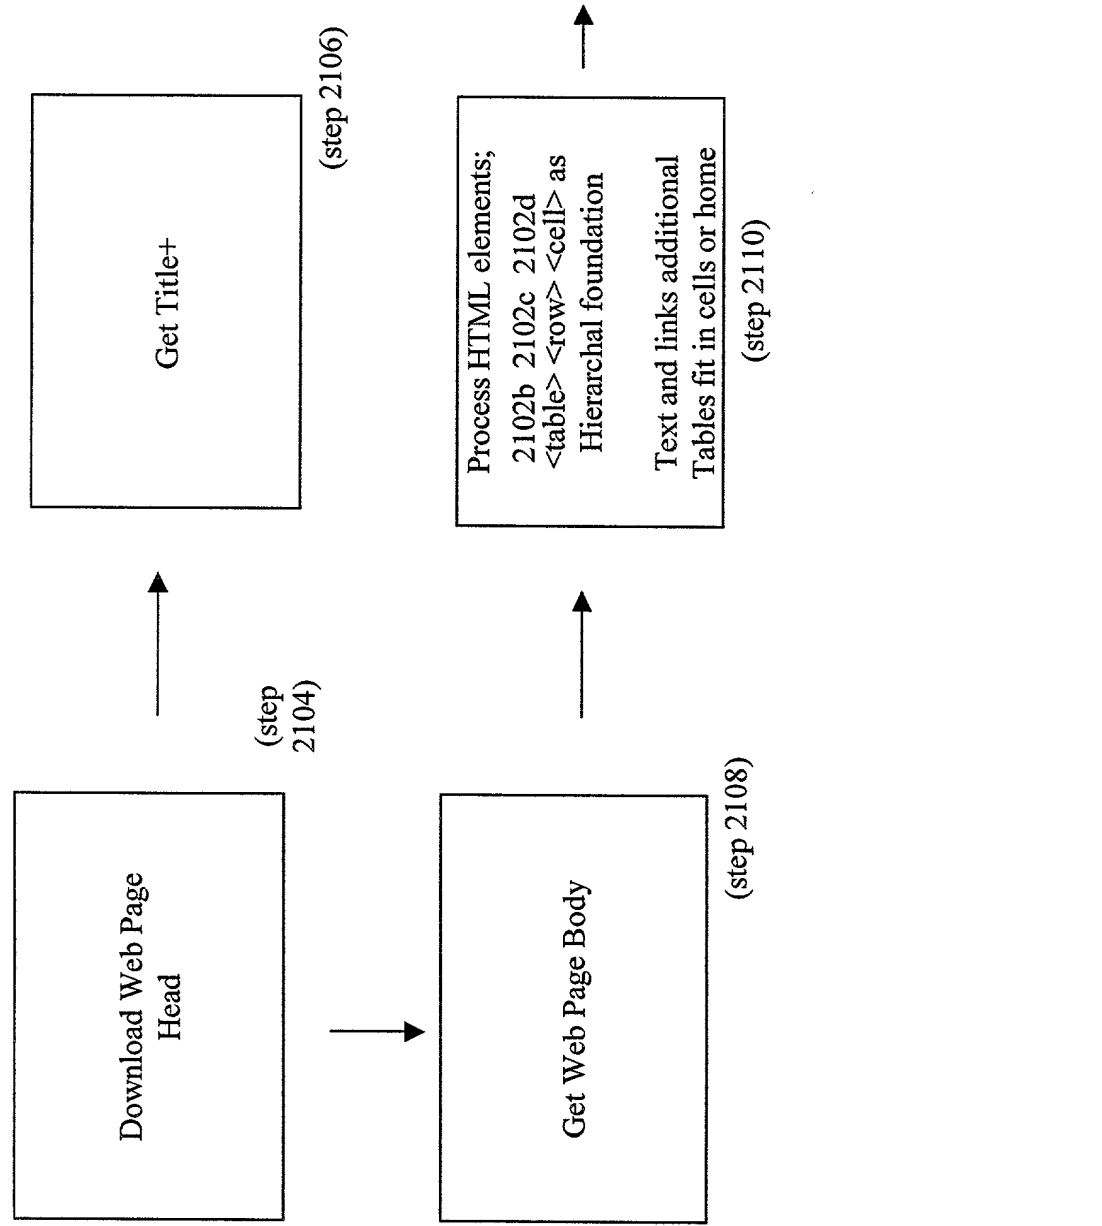 Download Web Page
Head
(step
2104)
Get Title+
(step 2106)
Get Web Page Body
(step 2108)
Process HTML elements;
2102b 2102c 2102d
<table> <row> <cell> as
Hierarchal foundation
Text and links additional
Tables fit in cells or home
(step 2110)